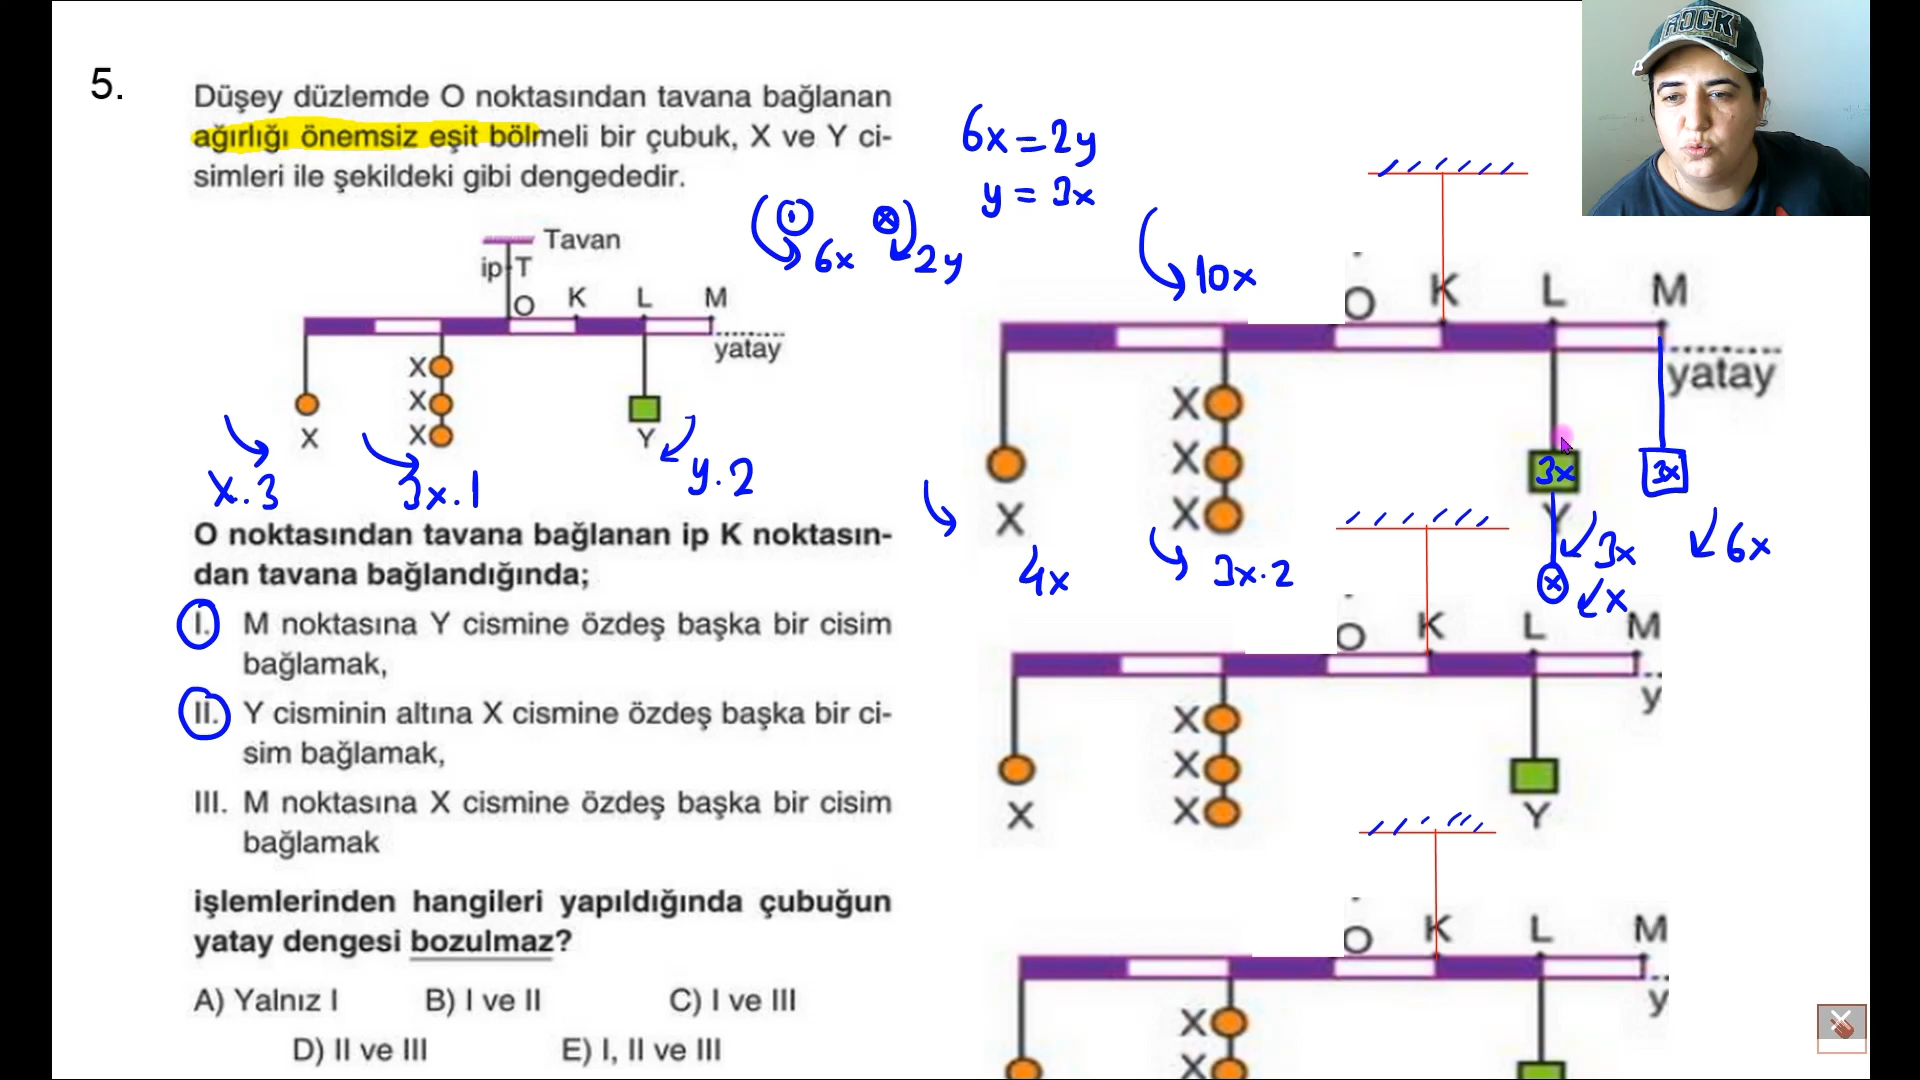 5.
Düşey düzlemde O noktasından tavana bağlanan
ağırlığı önemsiz eşit bölmeli bir çubuk, X ve Y ci-
simleri ile şekildeki gibi dengededir.
Tavan
ip T
O K L M
yatay
X
X
X
X
Y
X.3
3x.1
y.2
6x
2y
6x=2y
y=3x
O noktasından tavana bağlanan ip K noktasın-
dan tavana bağlandığında;
I. M noktasına Y cismine özdeş başka bir cisim
bağlamak,
II. Y cisminin altına X cismine özdeş başka bir ci-
sim bağlamak,
III. M noktasına X cismine özdeş başka bir cisim
bağlamak
işlemlerinden hangileri yapıldığında çubuğun
yatay dengesi bozulmaz?
A) Yalnız I B) I ve II C) I ve III
D) II ve III E) I, II ve III
ROCK
10x
O K L M
yatay
X
X
X
X
3x
3x
Y
x
4x
3x.2
3x
x
6x
O K L M
y
X
X
X
X
Y
O K L M
y
X
X